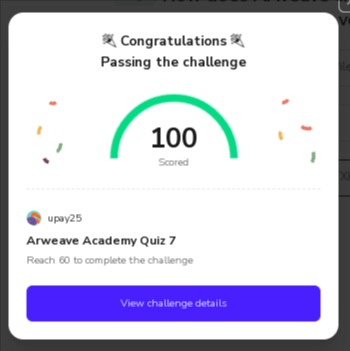 🎉 Congratulations 🎉
Passing the challenge
100
Scored
upay25
Arweave Academy Quiz 7
Reach 60 to complete the challenge
View challenge details